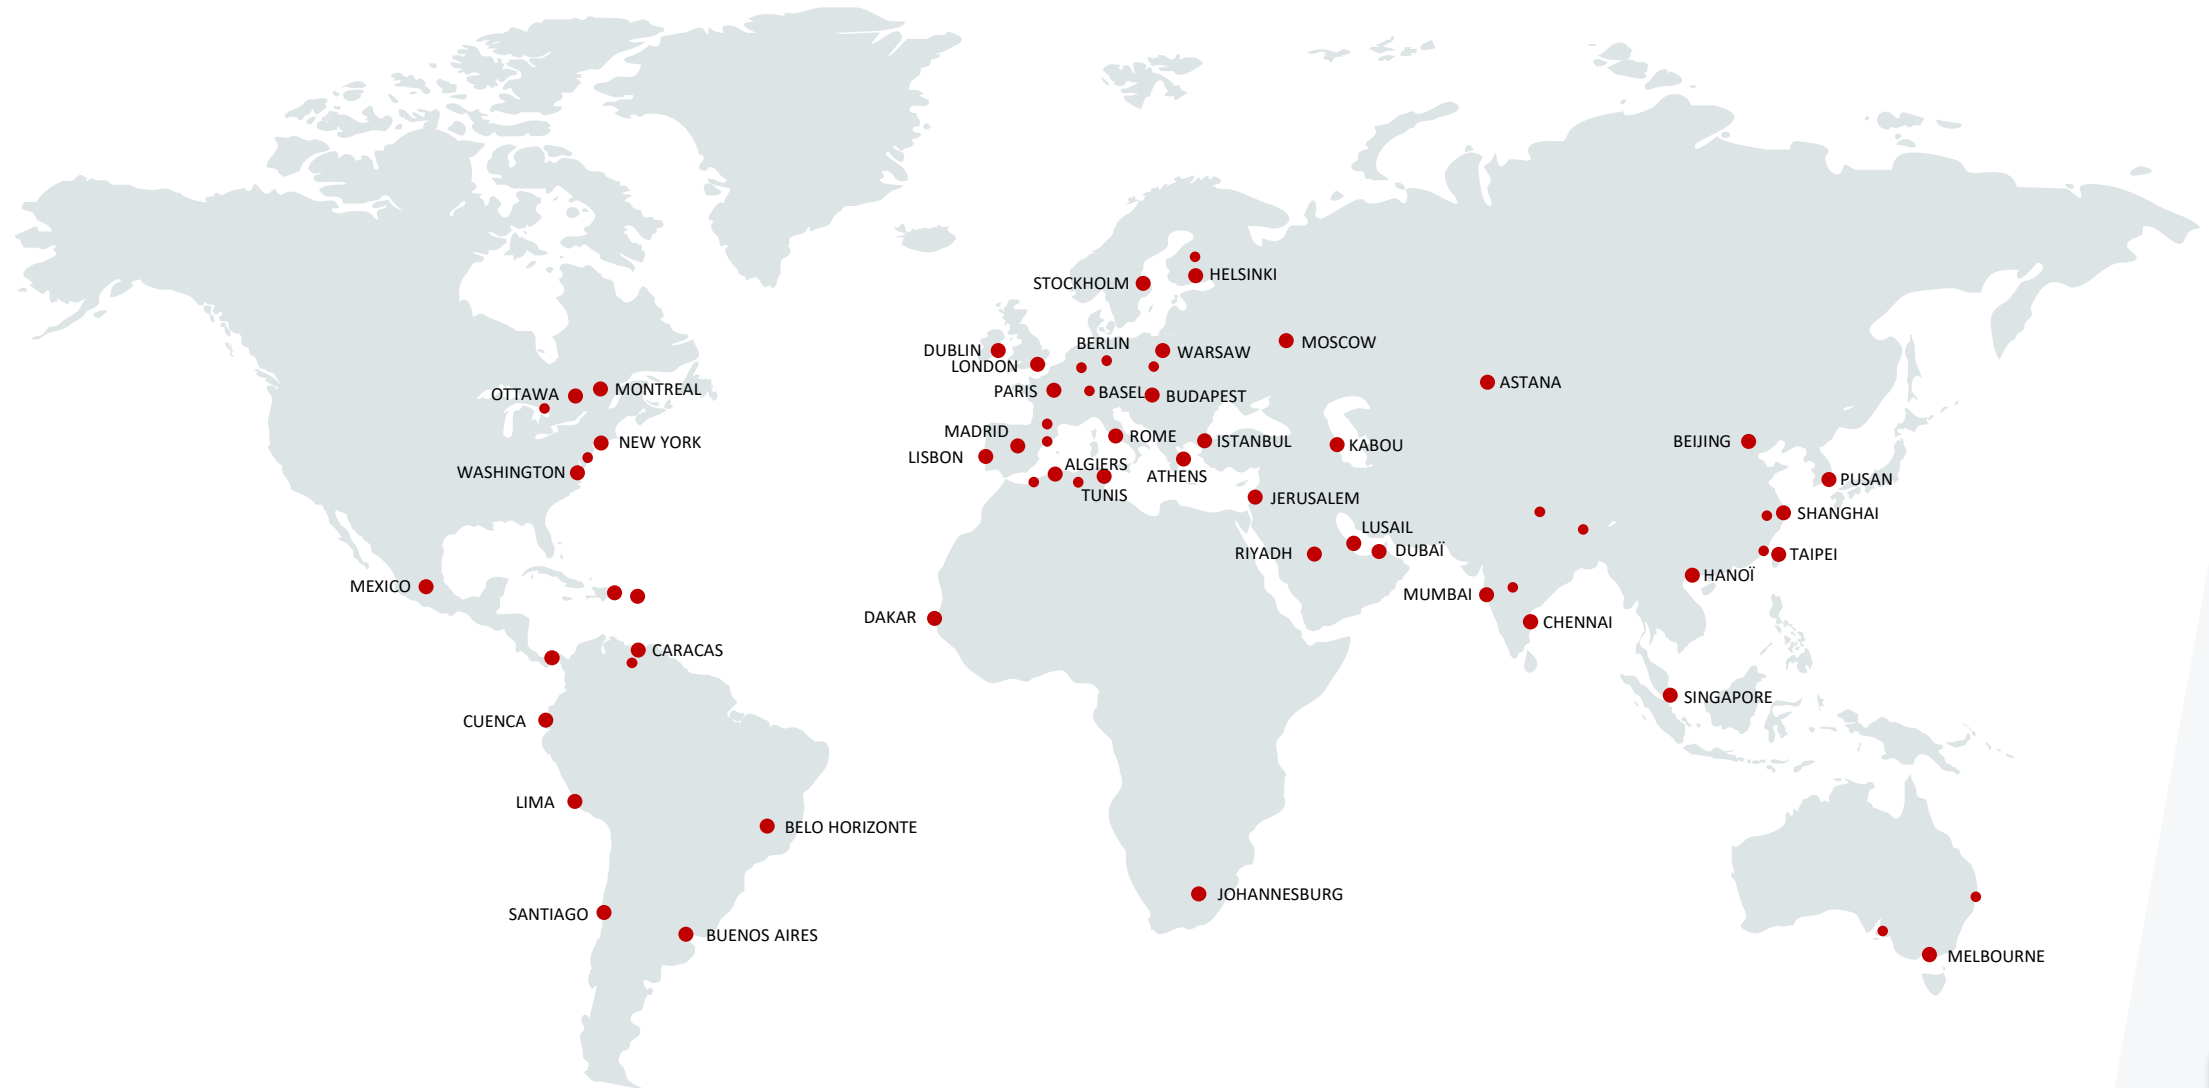 HELSINKI
STOCKHOLM
MOSCOW
BERLIN
DUBLIN
WARSAW
LONDON
ASTANA
MONTREAL
OTTAWA
PARIS
BASEL
BUDAPEST
MADRID
ROME
ISTANBUL
NEW YORK
BEIJING
KABOU
LISBON
ALGIERS
WASHINGTON
ATHENS
PUSAN
TUNIS
JERUSALEM
SHANGHAI
LUSAIL
RIYADH
DUBAÏ
TAIPEI
HANOÏ
MEXICO
MUMBAI
DAKAR
CHENNAI
CARACAS
SINGAPORE
CUENCA
LIMA
BELO HORIZONTE
JOHANNESBURG
SANTIAGO
BUENOS AIRES
MELBOURNE